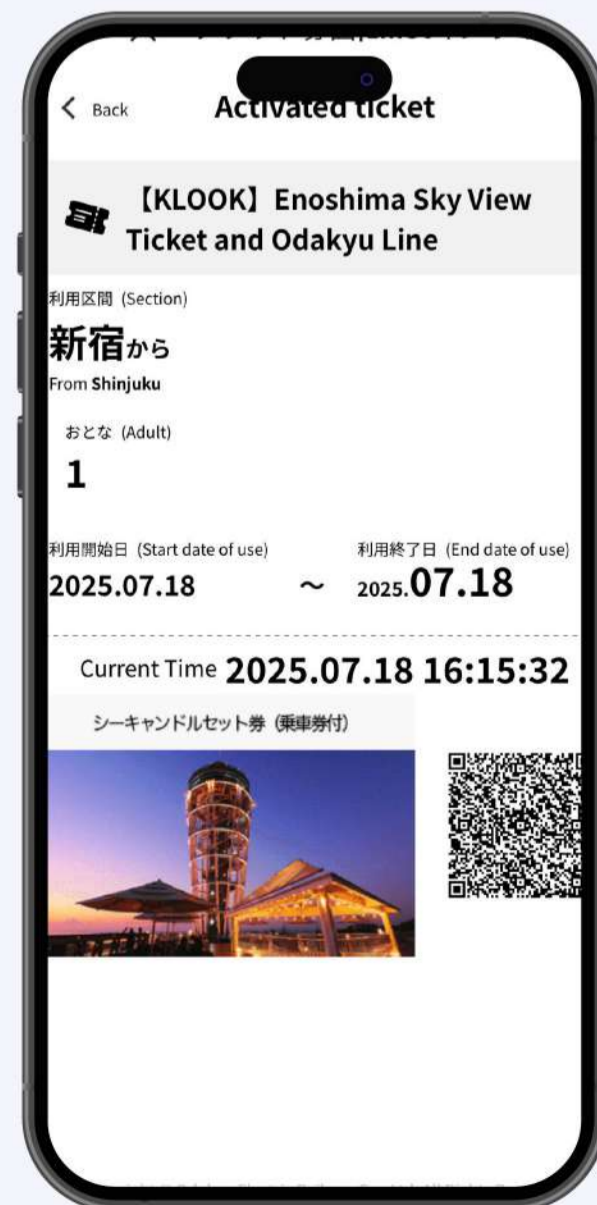 Back
Activated ticket
【KLOOK】Enoshima Sky View
Ticket and Odakyu Line
利用区間 (Section)
新宿から
From Shinjuku
おとな (Adult)
1
利用開始日 (Start date of use)
利用終了日 (End date of use)
2025.07.18 ～ 2025.07.18
Current Time 2025.07.18 16:15:32
シーキャンドルセット券（乗車券付）